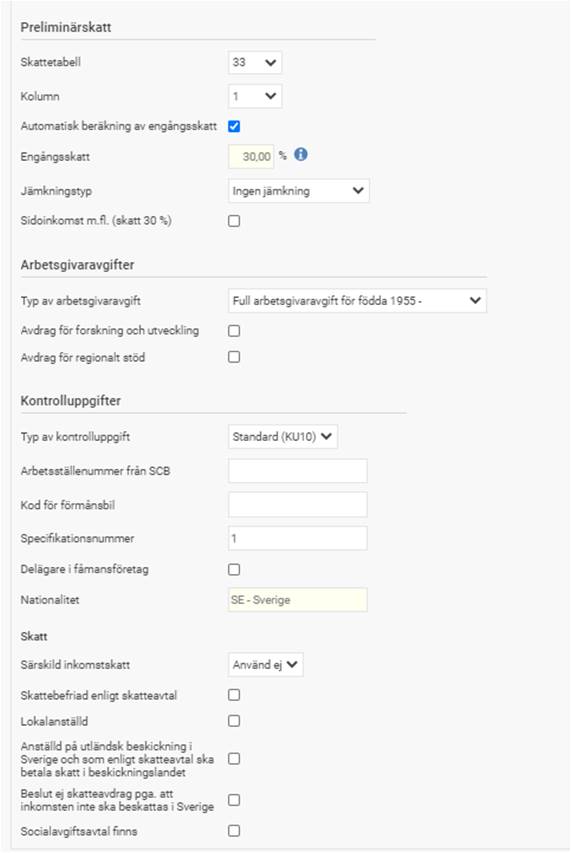 Preliminärskatt
Skattetabell 33
Kolumn 1
Automatisk beräkning av engångsskatt
Engångsskatt 30,00 %
Jämkningstyp Ingen jämkning
Sidoinkomst m.fl. (skatt 30 %)
Arbetsgivaravgifter
Typ av arbetsgivaravgift Full arbetsgivaravgift för födda 1955 -
Avdrag för forskning och utveckling
Avdrag för regionalt stöd
Kontrolluppgifter
Typ av kontrolluppgift Standard (KU10)
Arbetsställenummer från SCB
Kod för förmånsbil
Specifikationsnummer 1
Delägare i fåmansföretag
Nationalitet SE - Sverige
Skatt
Särskild inkomstskatt Använd ej
Skattebefriad enligt skatteavtal
Lokalanställd
Anställd på utländsk beskickning i
Sverige och som enligt skatteavtal ska
betala skatt i beskickningslandet
Beslut ej skatteavdrag pga. att
inkomsten inte ska beskattas i Sverige
Socialavgiftsavtal finns